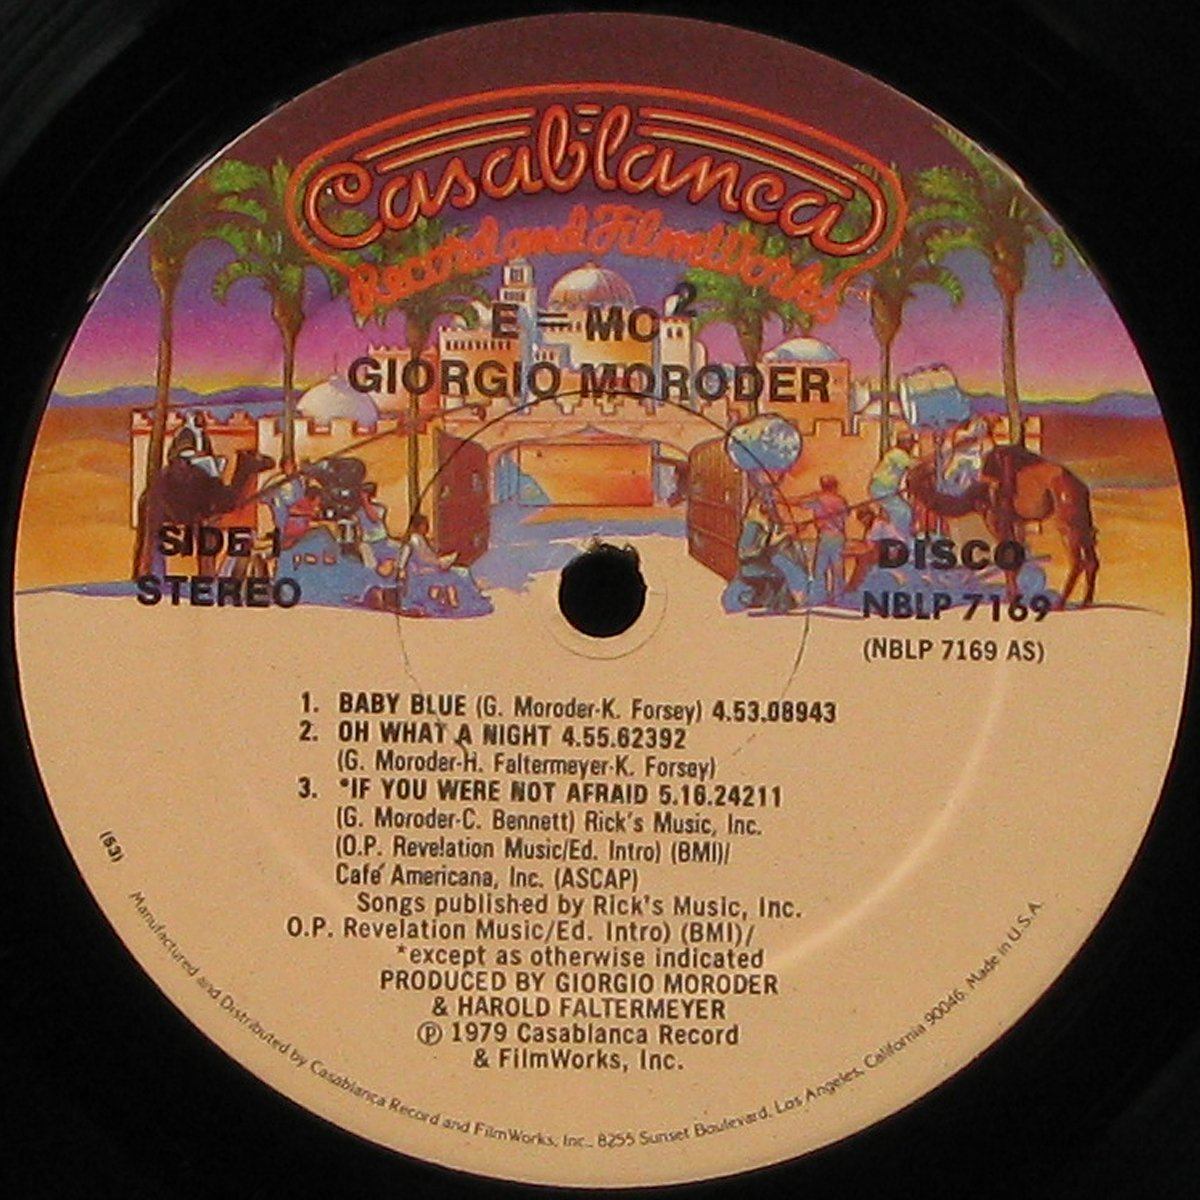 Casablanca
Record and FilmWorks
E = MC²
GIORGIO MORODER
SIDE 1
STEREO
DISCO
NBLP 7169
(NBLP 7169 AS)
1. BABY BLUE (G. Moroder-K. Forsey) 4.53.08943
2. OH WHAT A NIGHT 4.55.62392
(G. Moroder-H. Faltermeyer-K. Forsey)
3. *IF YOU WERE NOT AFRAID 5.16.24211
(G. Moroder-C. Bennett) Rick's Music, Inc.
(O.P. Revelation Music/Ed. Intro) (BMI)/
Café Americana, Inc. (ASCAP)
Songs published by Rick's Music, Inc.
O.P. Revelation Music/Ed. Intro) (BMI)/
*except as otherwise indicated
PRODUCED BY GIORGIO MORODER
& HAROLD FALTERMEYER
℗ 1979 Casablanca Record
& FilmWorks, Inc.
(53)
Manufactured and Distributed by Casablanca Record and FilmWorks, Inc., 8255 Sunset Boulevard, Los Angeles, California 90046. Made in U.S.A.